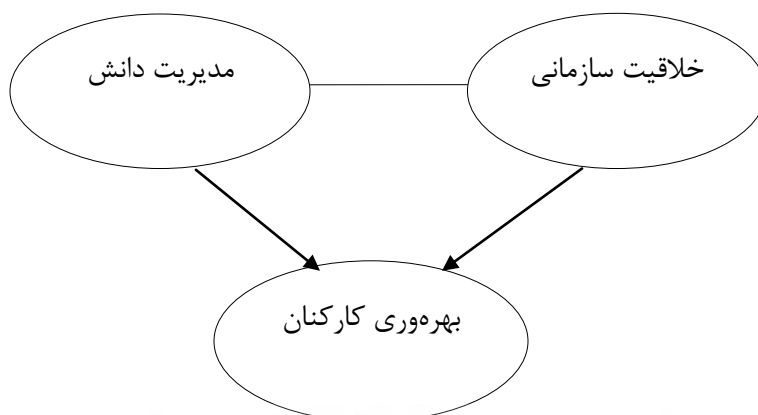 خلاقیت سازمانی
مدیریت دانش
بهره‌وری کارکنان